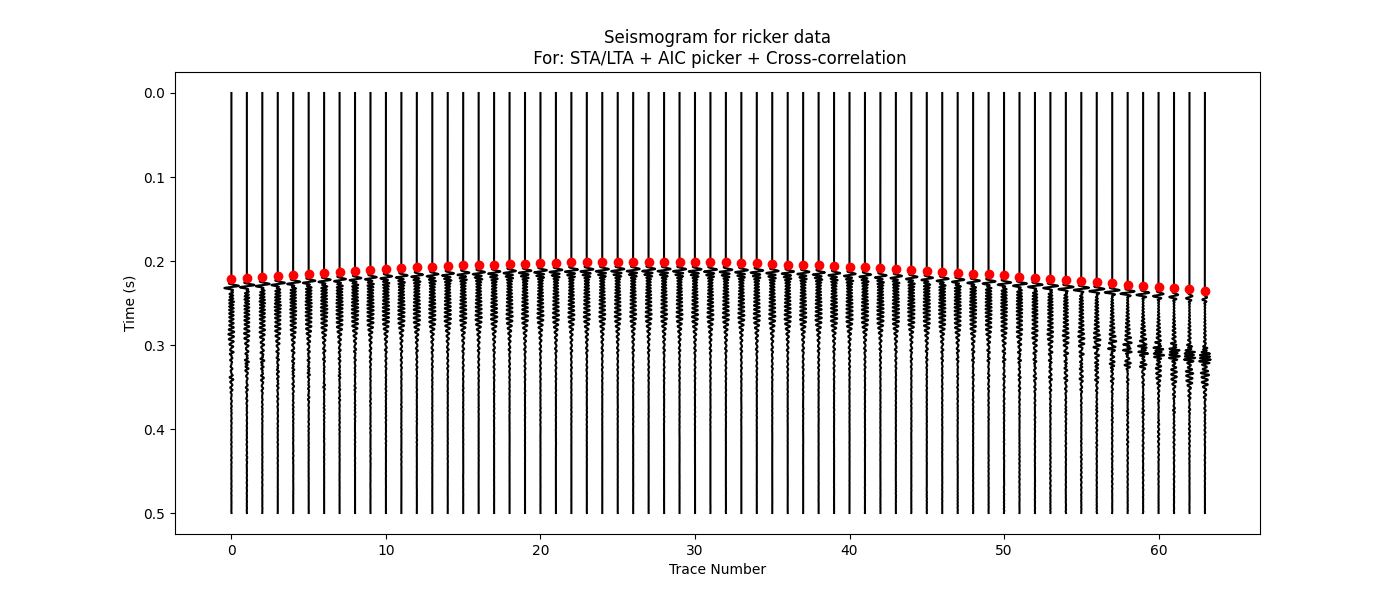 Seismogram for ricker data
For: STA/LTA + AIC picker + Cross-correlation
0.0
0.1
0.2
0.3
0.4
0.5
Time (s)
0 10 20 30 40 50 60
Trace Number